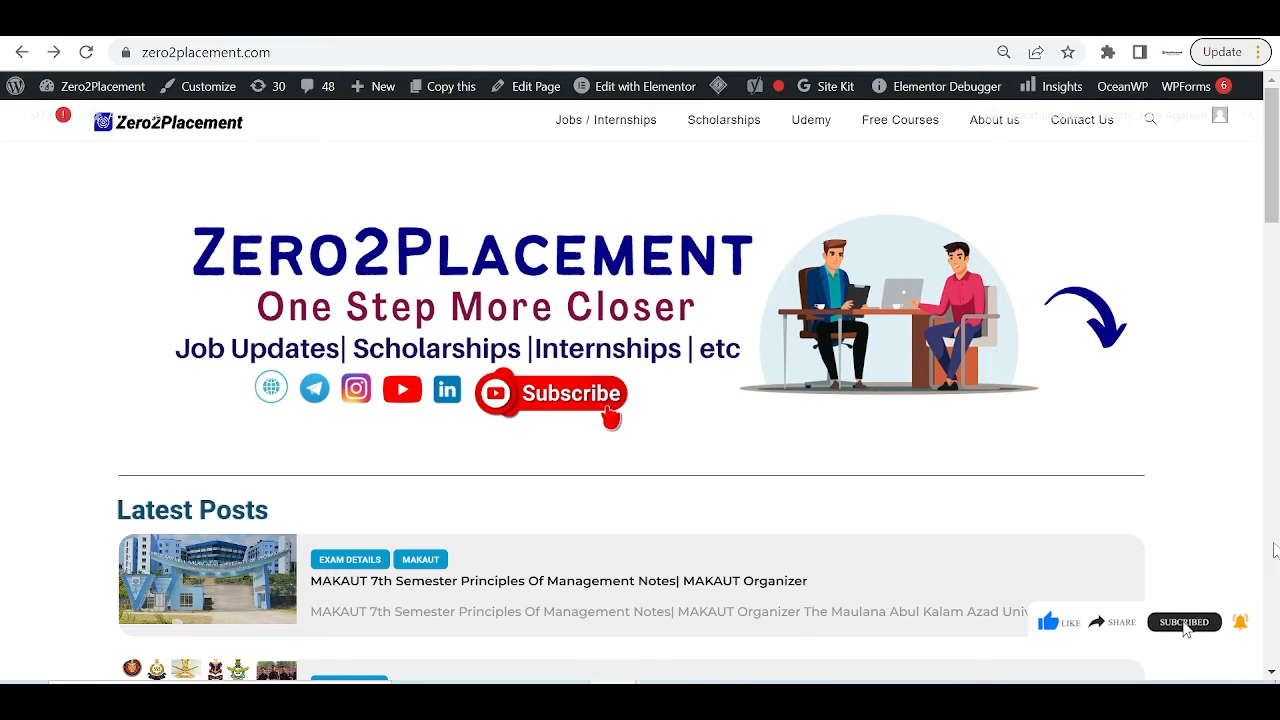 zero2placement.com
Update
Zero2Placement Customize 30 48 New Copy this Edit Page Edit with Elementor Site Kit Elementor Debugger Insights OceanWP WPForms 6
Zero2Placement
Jobs / Internships Scholarships Udemy Free Courses About us Contact Us
Zero2Placement
One Step More Closer
Job Updates| Scholarships |Internships | etc
Subscribe
Latest Posts
EXAM DETAILS MAKAUT
MAKAUT 7th Semester Principles Of Management Notes| MAKAUT Organizer
MAKAUT 7th Semester Principles Of Management Notes| MAKAUT Organizer The Maulana Abul Kalam Azad Univ
LIKE SHARE SUBCRIBED